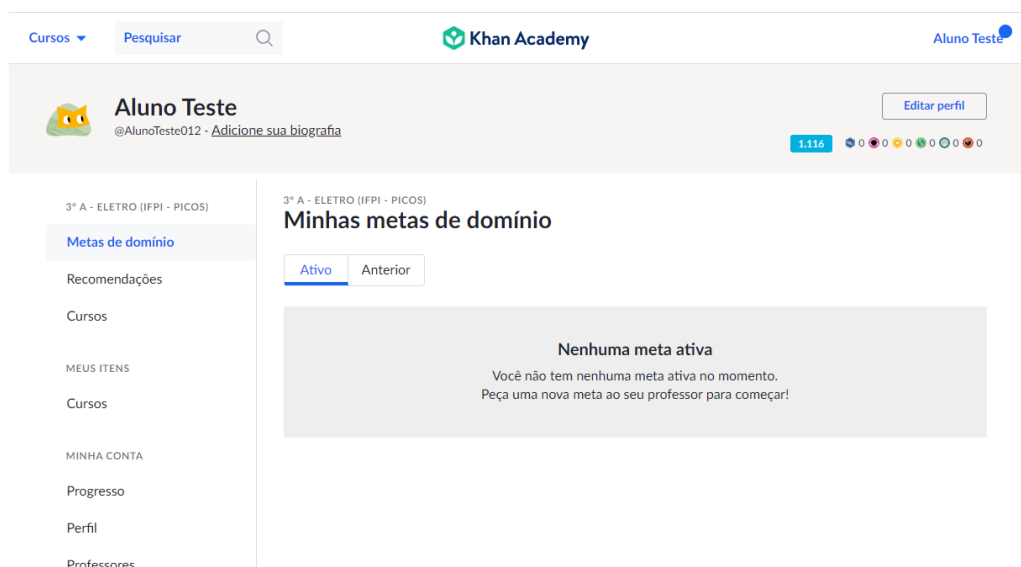 Cursos
Pesquisar
Khan Academy
Aluno Teste
Aluno Teste
@AlunoTeste012 - Adicione sua biografia
Editar perfil
1.116 0 0 0 0 0 0
3º A - ELETRO (IFPI - PICOS)
Metas de domínio
Recomendações
Cursos
MEUS ITENS
Cursos
MINHA CONTA
Progresso
Perfil
Professores
3º A - ELETRO (IFPI - PICOS)
Minhas metas de domínio
Ativo
Anterior
Nenhuma meta ativa
Você não tem nenhuma meta ativa no momento.
Peça uma nova meta ao seu professor para começar!